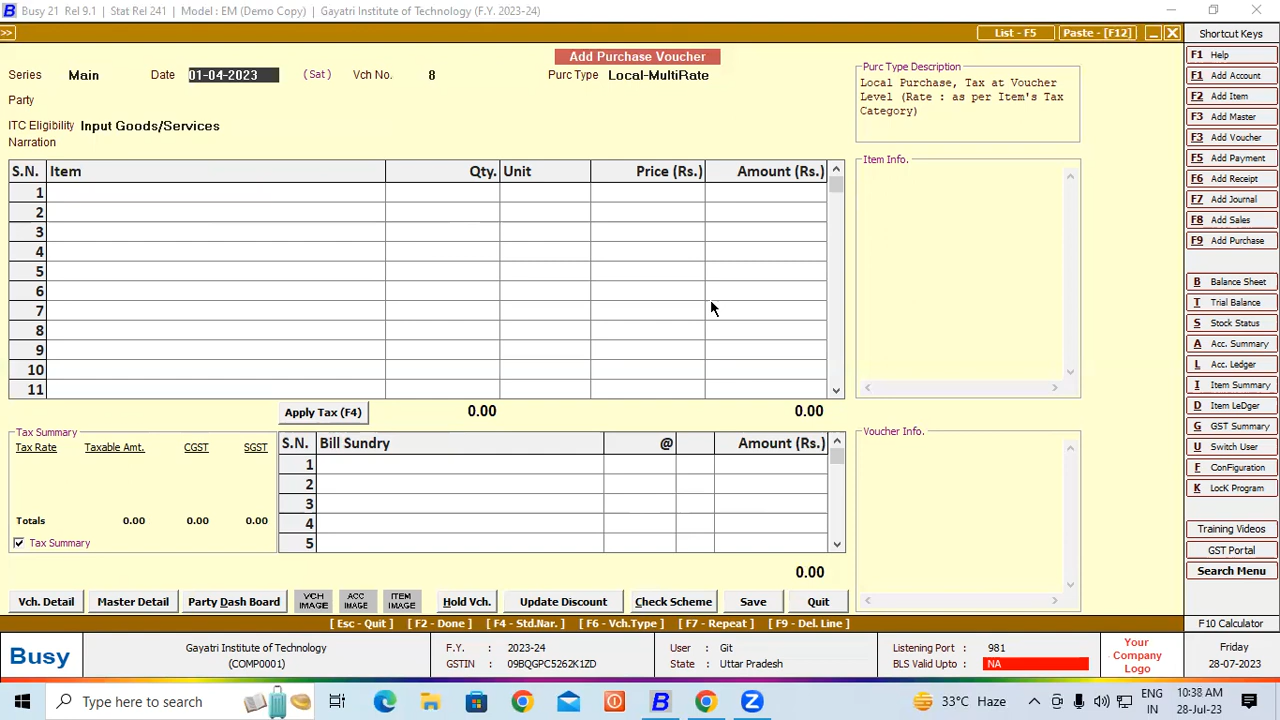 Busy 21 Rel 9.1 | Stat Rel 241 | Model : EM (Demo Copy) | Gayatri Institute of Technology (F.Y. 2023-24)
>> List - F5 Paste - [F12]
Add Purchase Voucher
Series Main Date 01-04-2023 (Sat) Vch No. 8 Purc Type Local-MultiRate
Party
ITC Eligibility Input Goods/Services
Narration
Purc Type Description
Local Purchase, Tax at Voucher
Level (Rate : as per Item's Tax
Category)
S.N. Item Qty. Unit Price (Rs.) Amount (Rs.)
1
2
3
4
5
6
7
8
9
10
11
Item Info.
Apply Tax (F4) 0.00 0.00
Tax Summary
Tax Rate Taxable Amt. CGST SGST
Totals 0.00 0.00 0.00
Tax Summary
S.N. Bill Sundry @ Amount (Rs.)
1
2
3
4
5
0.00
Voucher Info.
Vch. Detail Master Detail Party Dash Board VCH IMAGE ACC IMAGE ITEM IMAGE Hold Vch. Update Discount Check Scheme Save Quit
[ Esc - Quit ] [ F2 - Done ] [ F4 - Std.Nar. ] [ F6 - Vch.Type ] [ F7 - Repeat ] [ F9 - Del. Line ]
Shortcut Keys
F1 Help
F1 Add Account
F2 Add Item
F3 Add Master
F3 Add Voucher
F5 Add Payment
F6 Add Receipt
F7 Add Journal
F8 Add Sales
F9 Add Purchase
B Balance Sheet
T Trial Balance
S Stock Status
A Acc. Summary
L Acc. Ledger
I Item Summary
D Item LeDger
G GST Summary
U Switch User
F ConFiguration
K LocK Program
Training Videos
GST Portal
Search Menu
F10 Calculator
Busy
Gayatri Institute of Technology
(COMP0001)
F.Y. : 2023-24
GSTIN : 09BQGPC5262K1ZD
User : Git
State : Uttar Pradesh
Listening Port : 981
BLS Valid Upto : NA
Your
Company
Logo
Friday
28-07-2023
Type here to search
33°C Haze
ENG
IN
10:38 AM
28-Jul-23